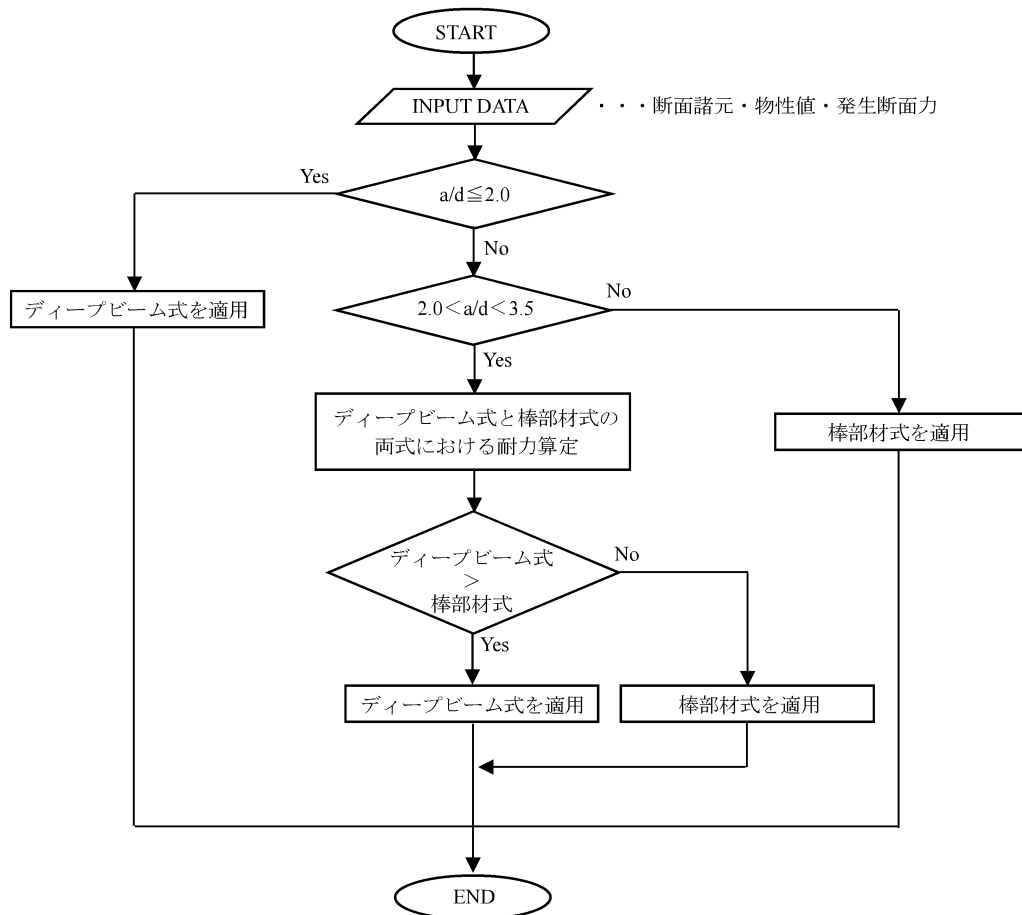 START
INPUT DATA
・・・断面諸元・物性値・発生断面力
Yes
a/d≦2.0
No
ディープビーム式を適用
2.0＜a/d＜3.5
No
Yes
ディープビーム式と棒部材式の
両式における耐力算定
棒部材式を適用
ディープビーム式
＞
棒部材式
No
Yes
ディープビーム式を適用
棒部材式を適用
END